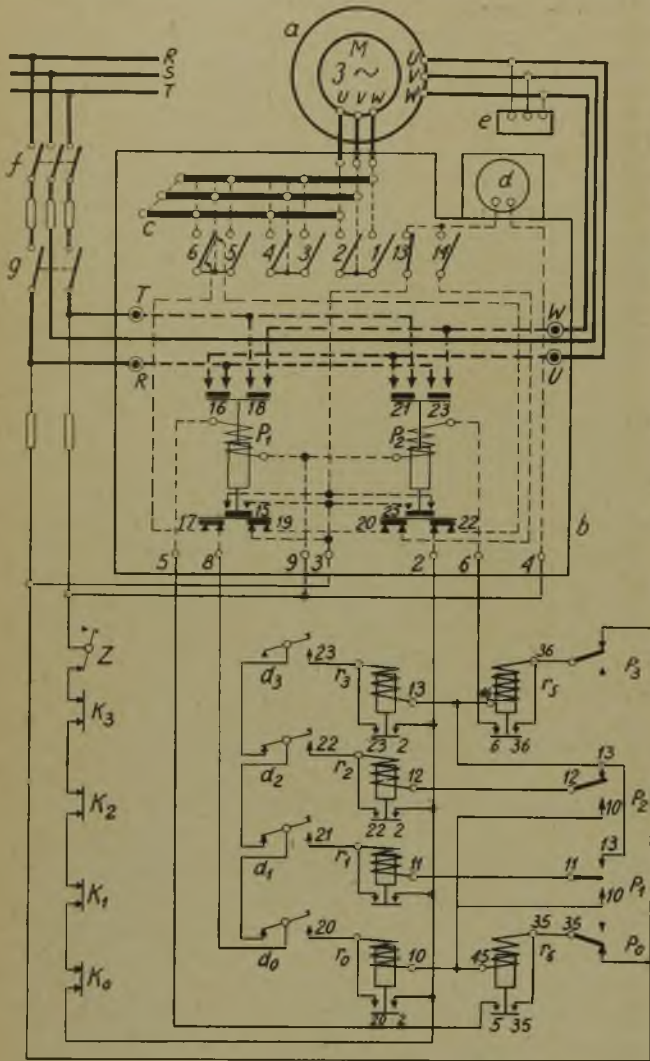 a
M
3 ~
U V W
U
V
W
R
S
T
e
f
d
c
6 5 4 3 2 1 13 14
g
T
W
R
U
16 18
21 23
P1
P2
15
17 19
23
20 22
b
5 8 9 3 2 6 4
Z
K3
K2
K1
K0
d3
23
r3
13
23 2
36
r5
6 36
P3
d2
22
r2
12
22 2
12
13
10
P2
d1
21
r1
11
11
13
10
P1
d0
20
r0
10
20 2
45
35
r6
35
5 35
P0